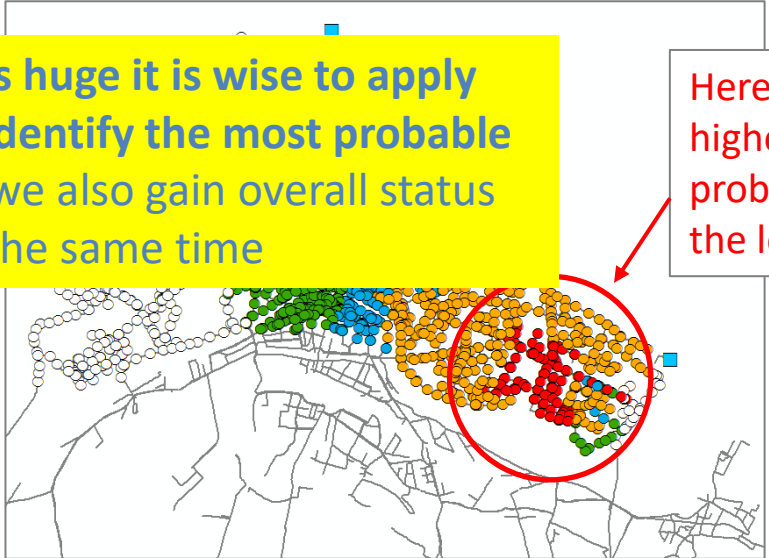 s huge it is wise to apply
dentify the most probable
we also gain overall status
he same time
Here
highe
prob
the l